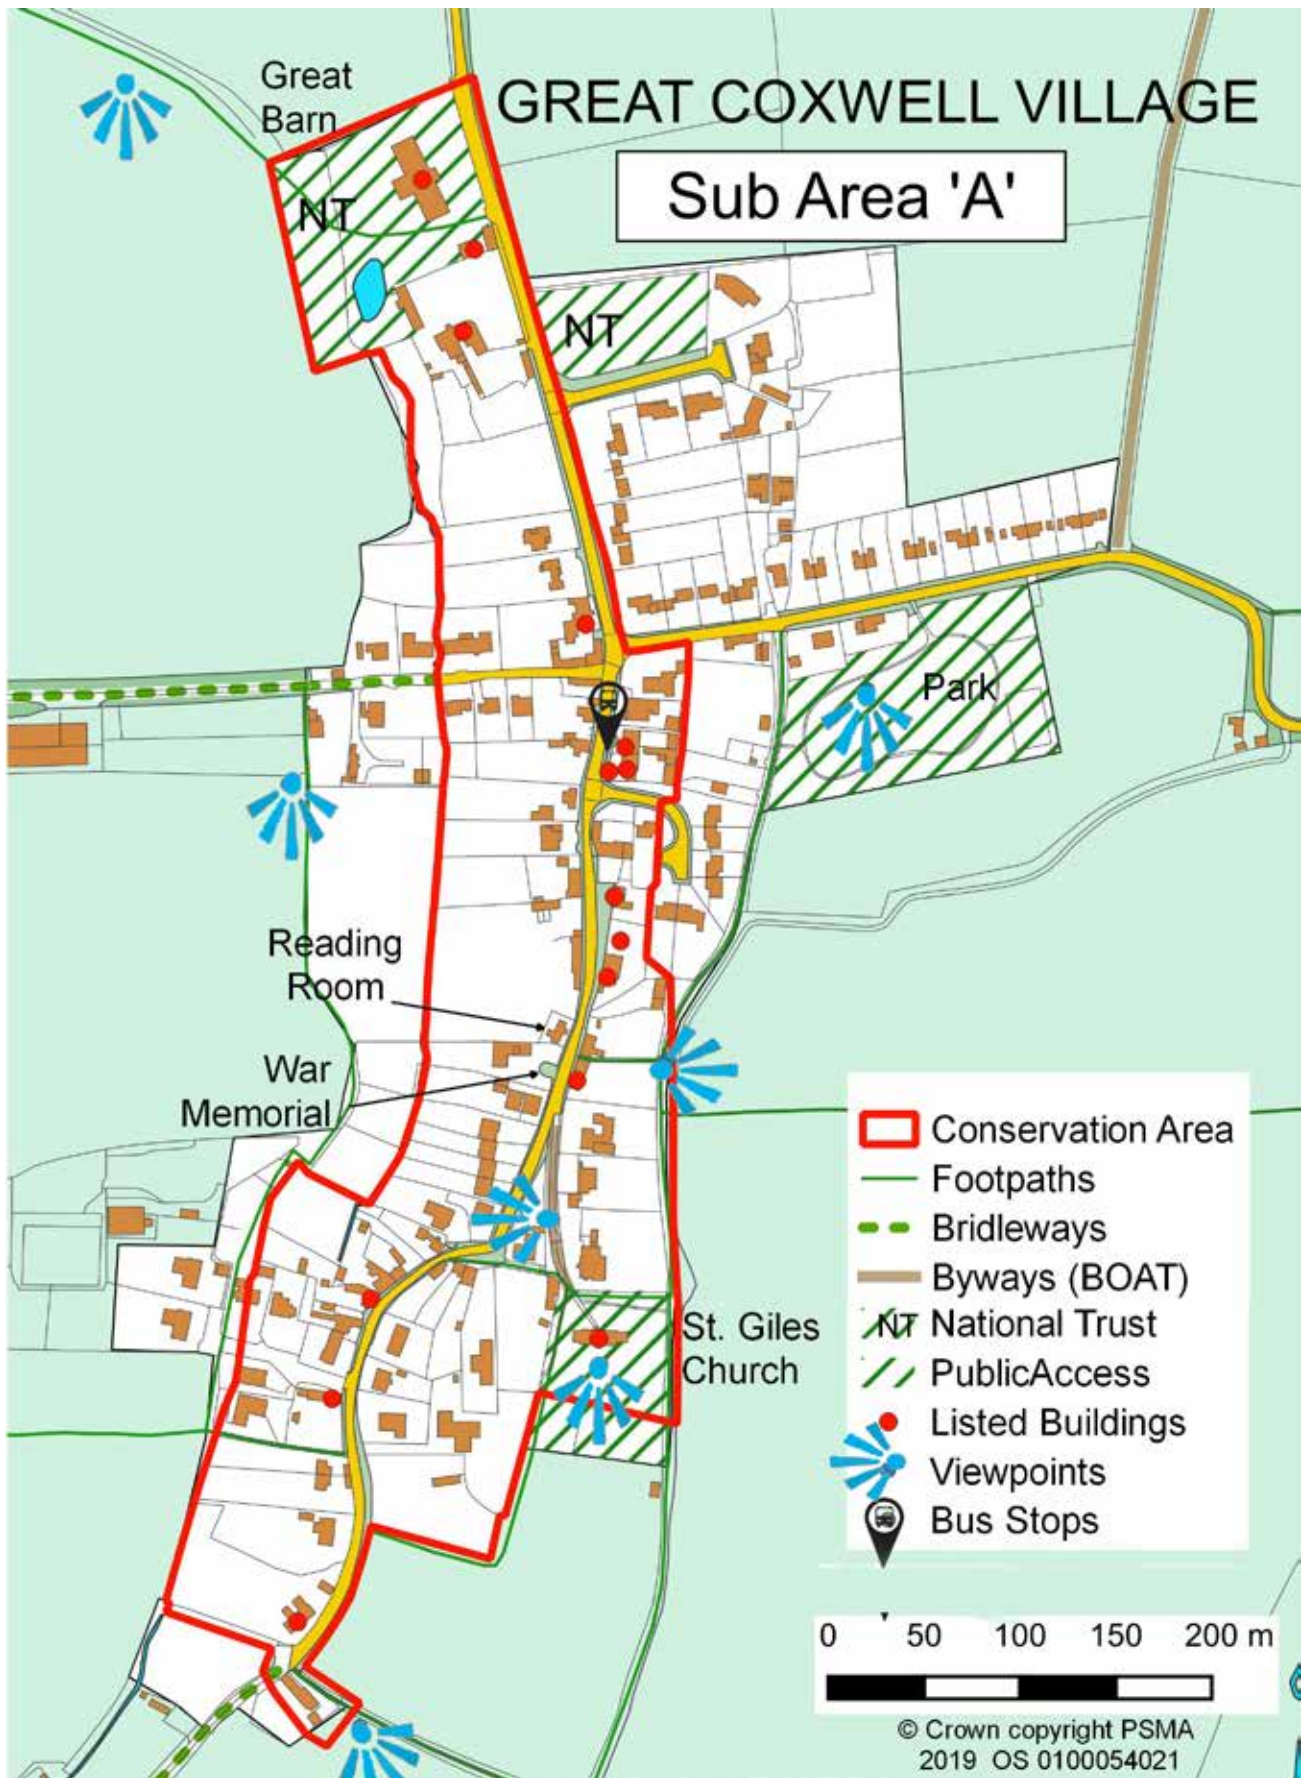 GREAT COXWELL VILLAGE
Sub Area 'A'
Great
Barn
NT
NT
Park
Reading
Room
War
Memorial
St. Giles
Church
Conservation Area
Footpaths
Bridleways
Byways (BOAT)
NT National Trust
PublicAccess
Listed Buildings
Viewpoints
Bus Stops
0 50 100 150 200 m
© Crown copyright PSMA
2019 OS 0100054021